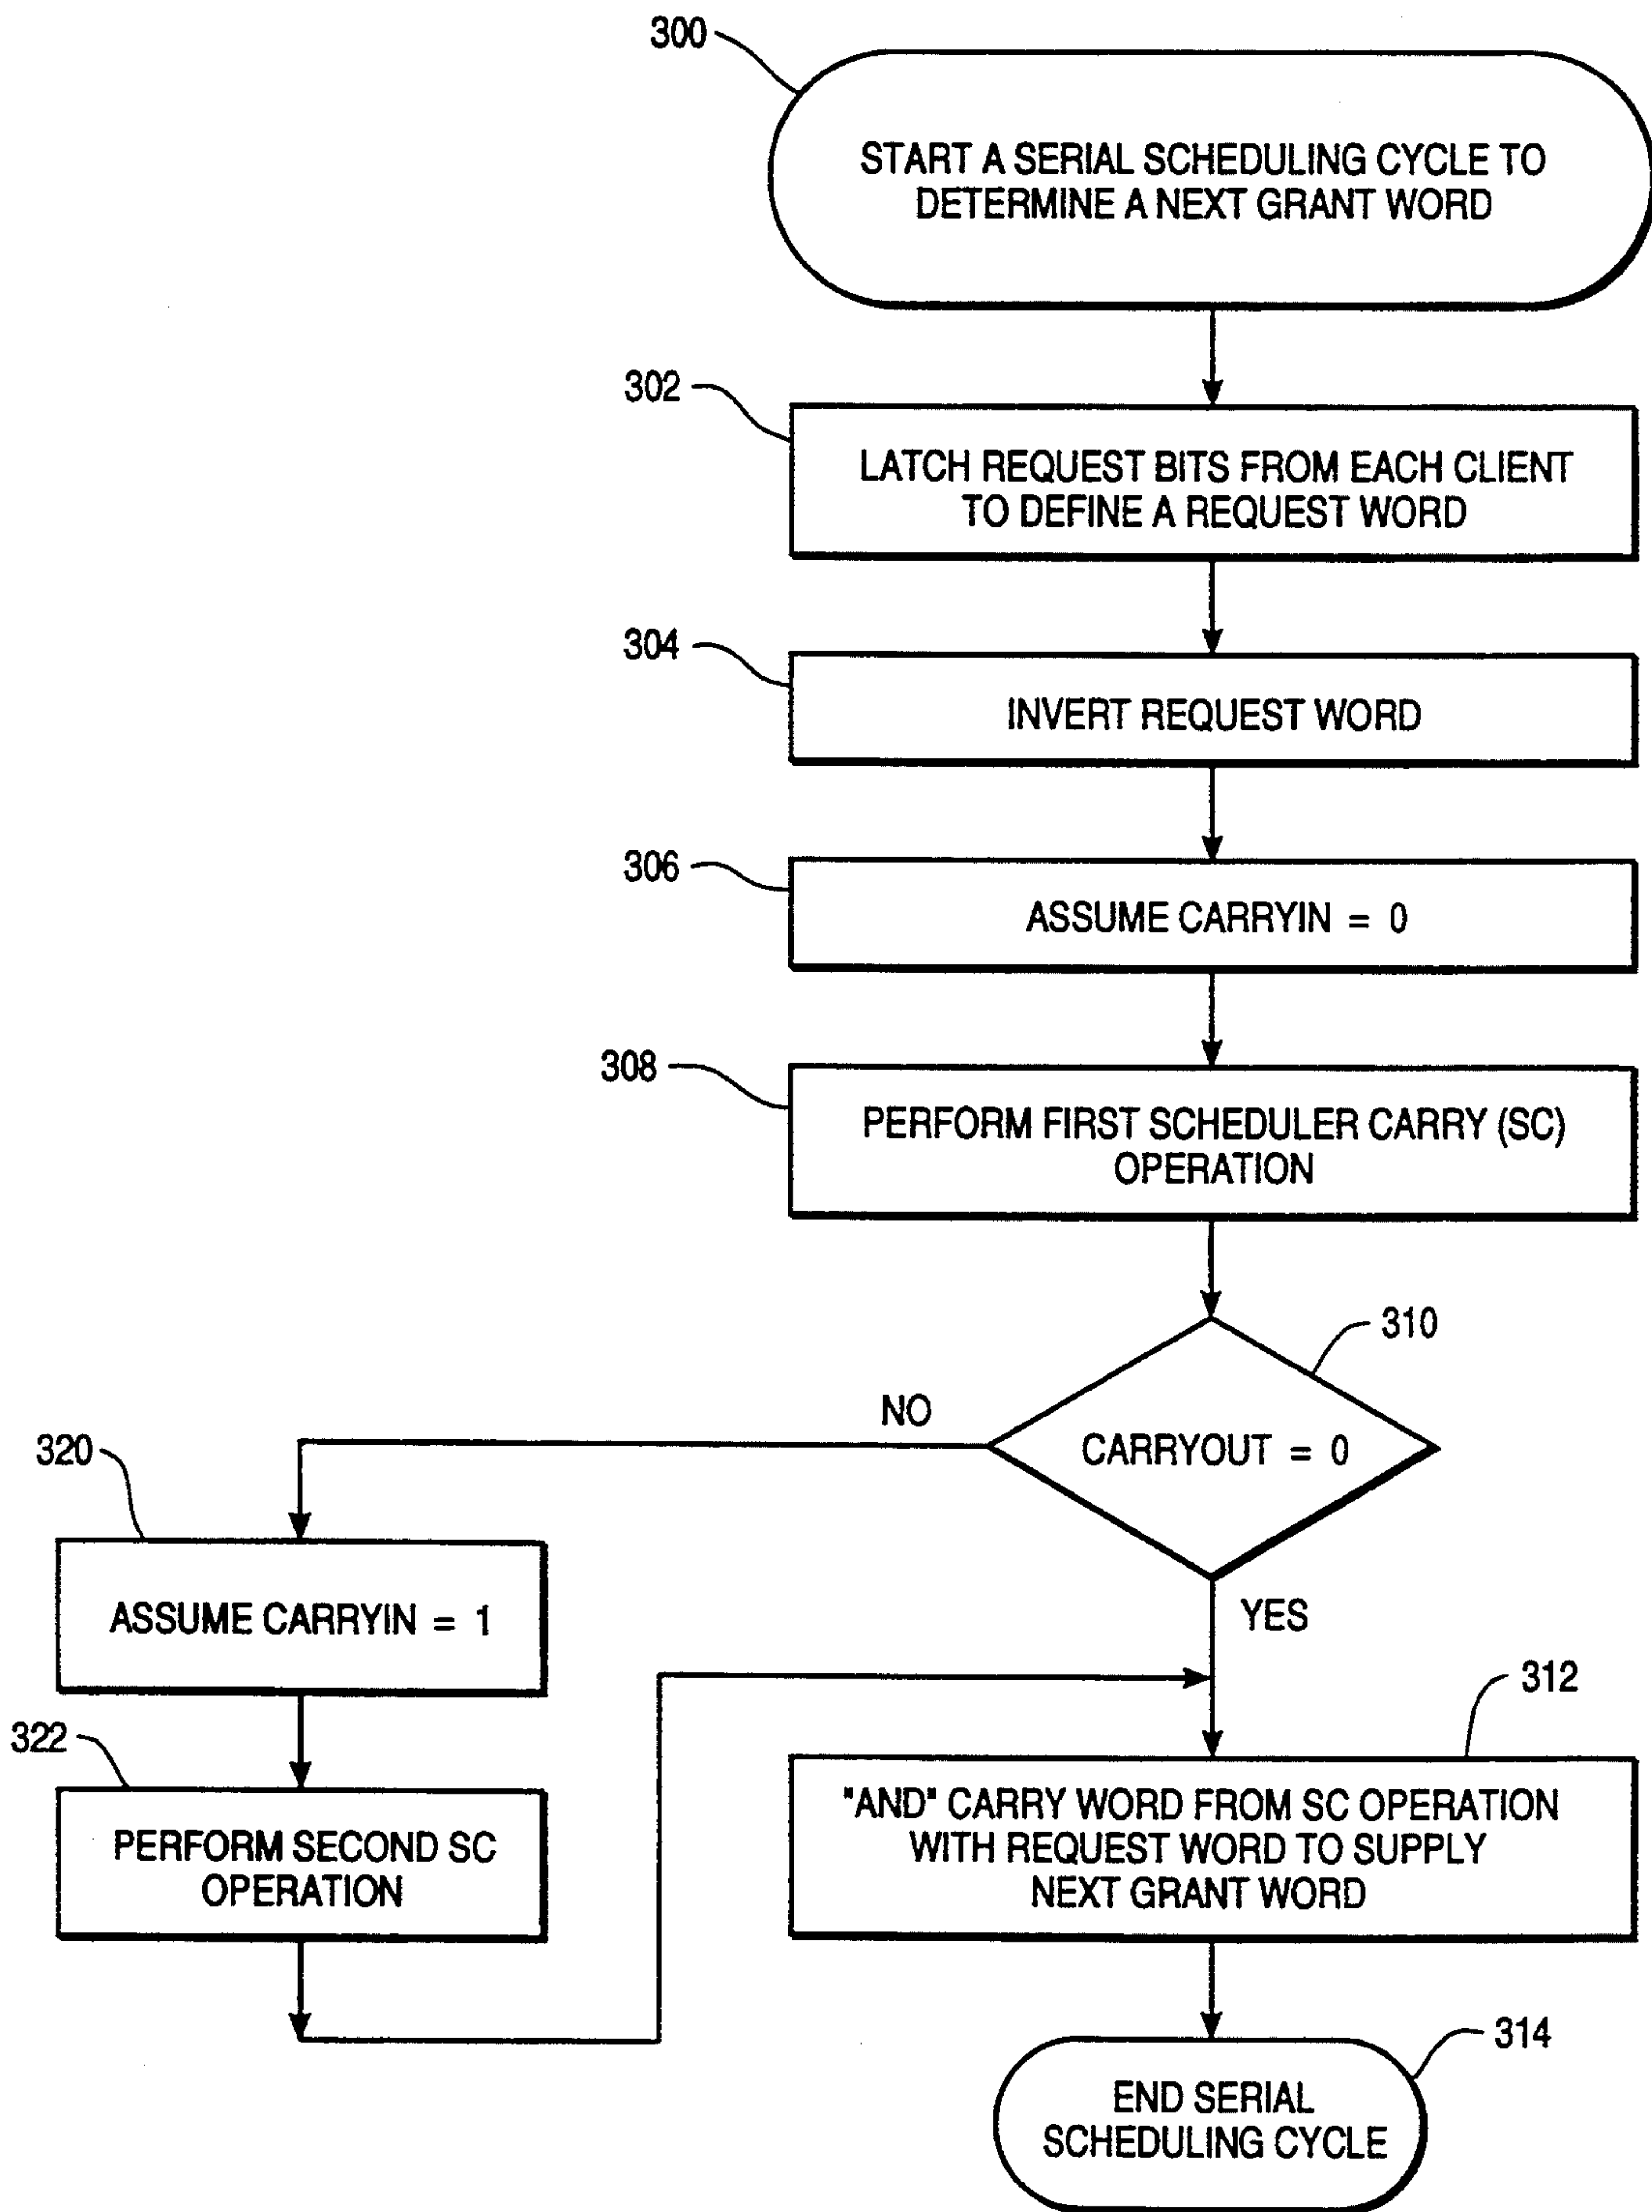 300
START A SERIAL SCHEDULING CYCLE TO
DETERMINE A NEXT GRANT WORD
302
LATCH REQUEST BITS FROM EACH CLIENT
TO DEFINE A REQUEST WORD
304
INVERT REQUEST WORD
306
ASSUME CARRYIN = 0
308
PERFORM FIRST SCHEDULER CARRY (SC)
OPERATION
310
CARRYOUT = 0
NO
YES
320
ASSUME CARRYIN = 1
322
PERFORM SECOND SC
OPERATION
312
"AND" CARRY WORD FROM SC OPERATION
WITH REQUEST WORD TO SUPPLY
NEXT GRANT WORD
314
END SERIAL
SCHEDULING CYCLE